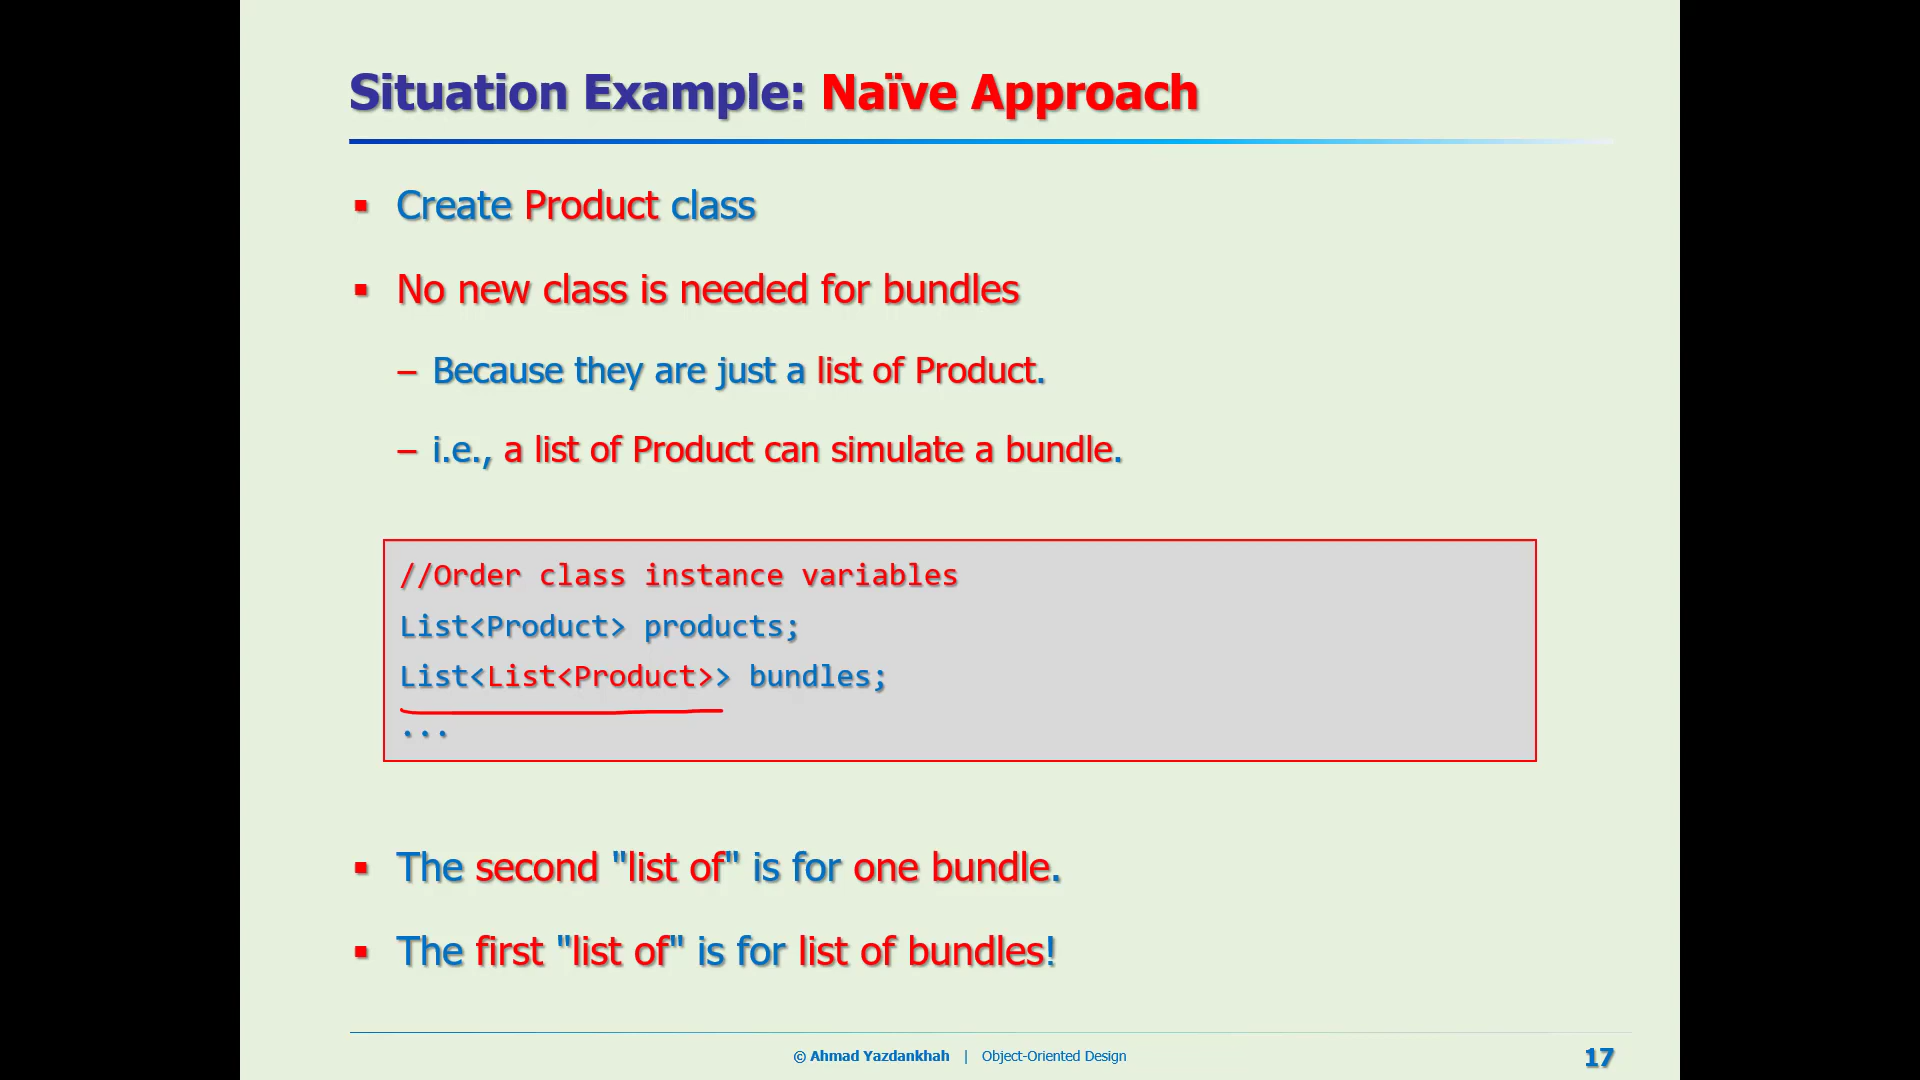 Situation Example: Naïve Approach
▪ Create Product class
▪ No new class is needed for bundles
– Because they are just a list of Product.
– i.e., a list of Product can simulate a bundle.
//Order class instance variables
List<Product> products;
List<List<Product>> bundles;
...
▪ The second "list of" is for one bundle.
▪ The first "list of" is for list of bundles!
© Ahmad Yazdankhah | Object-Oriented Design
17